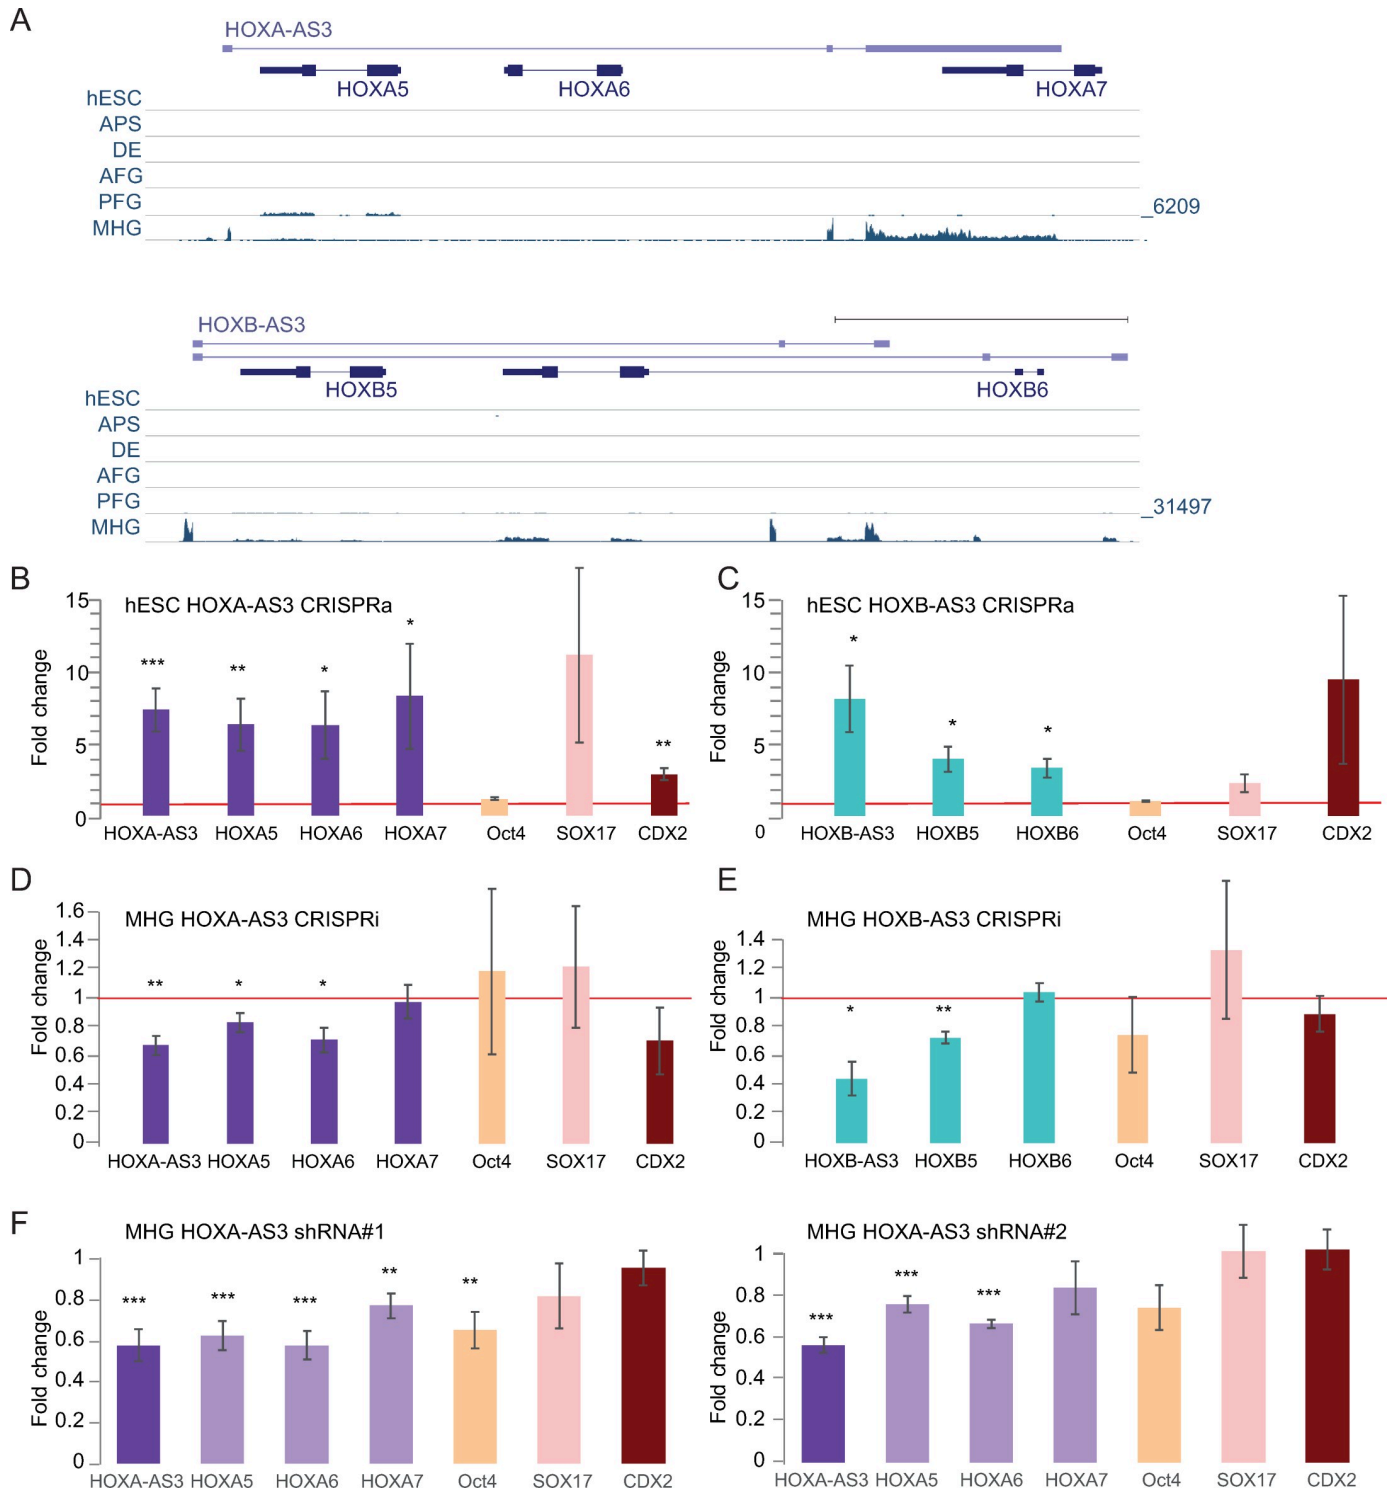 A
HOXA-AS3
HOXA5 HOXA6 HOXA7
hESC
APS
DE
AFG
PFG
_6209
MHG
HOXB-AS3
HOXB5 HOXB6
hESC
APS
DE
AFG
PFG
_31497
MHG
B
hESC HOXA-AS3 CRISPRa
Fold change
15
10
5
0
***
**
*
*
**
HOXA-AS3 HOXA5 HOXA6 HOXA7 Oct4 SOX17 CDX2
C
hESC HOXB-AS3 CRISPRa
Fold change
15
10
5
0
*
*
*
HOXB-AS3 HOXB5 HOXB6 Oct4 SOX17 CDX2
D
MHG HOXA-AS3 CRISPRi
Fold change
1.6
1.4
1.2
1
0.8
0.6
0.4
0.2
0
** * *
HOXA-AS3 HOXA5 HOXA6 HOXA7 Oct4 SOX17 CDX2
E
MHG HOXB-AS3 CRISPRi
Fold change
1.4
1.2
1
0.8
0.6
0.4
0.2
0
* **
HOXB-AS3 HOXB5 HOXB6 Oct4 SOX17 CDX2
F
MHG HOXA-AS3 shRNA#1
Fold change
1
0.8
0.6
0.4
0.2
0
*** *** *** ** **
HOXA-AS3 HOXA5 HOXA6 HOXA7 Oct4 SOX17 CDX2
MHG HOXA-AS3 shRNA#2
Fold change
1
0.8
0.6
0.4
0.2
0
*** *** ***
HOXA-AS3 HOXA5 HOXA6 HOXA7 Oct4 SOX17 CDX2